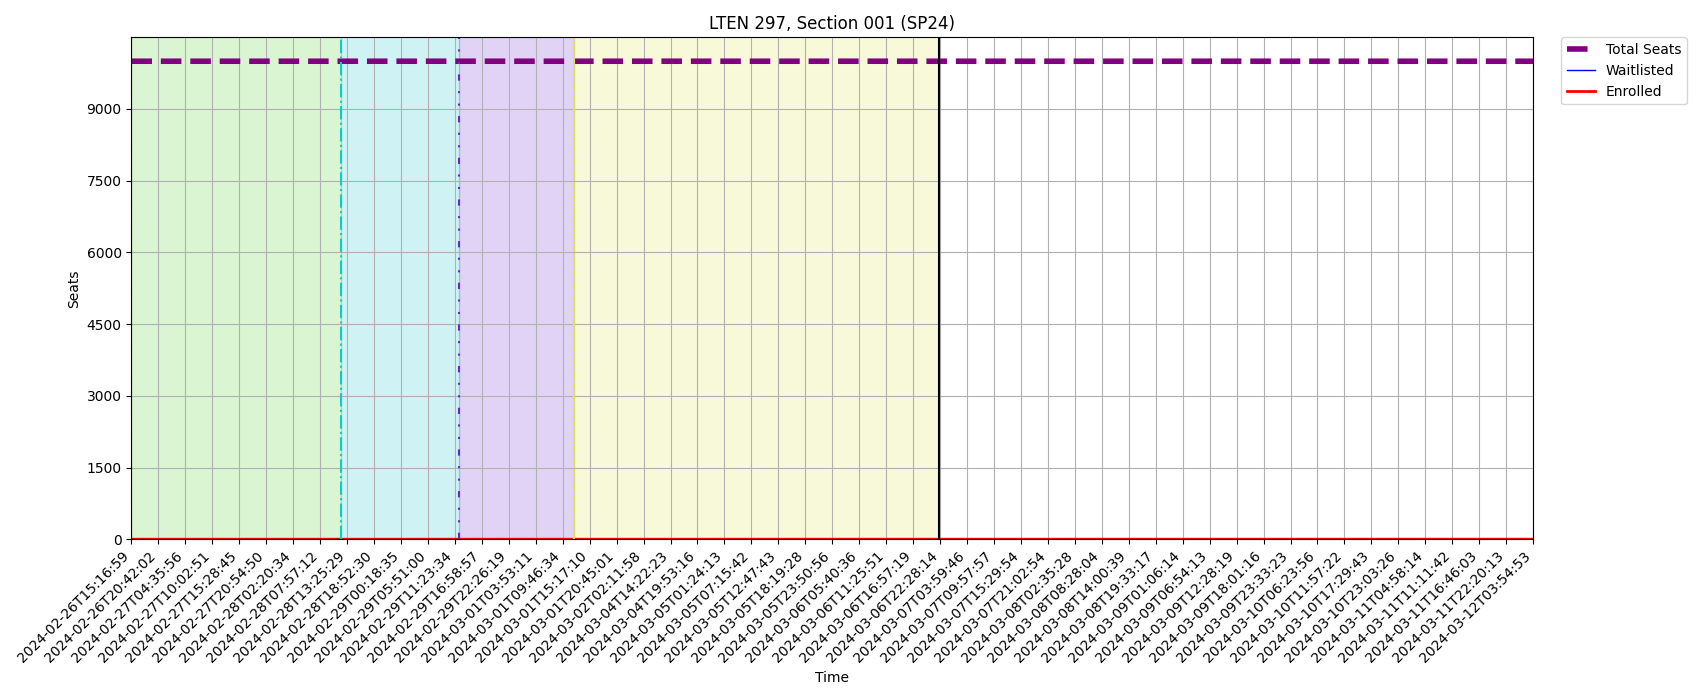 LTEN 297, Section 001 (SP24)
Total Seats
Waitlisted
Enrolled
Seats
9000
7500
6000
4500
3000
1500
0
2024-02-26T15:16:59
2024-02-26T20:42:02
2024-02-27T04:35:56
2024-02-27T10:02:51
2024-02-27T15:28:45
2024-02-27T20:54:50
2024-02-28T02:20:34
2024-02-28T07:57:12
2024-02-28T13:25:29
2024-02-28T18:52:30
2024-02-29T00:18:35
2024-02-29T05:51:00
2024-02-29T11:23:34
2024-02-29T16:58:57
2024-02-29T22:26:19
2024-03-01T03:53:11
2024-03-01T09:46:34
2024-03-01T15:17:10
2024-03-01T20:45:01
2024-03-02T02:11:58
2024-03-04T14:22:23
2024-03-04T19:53:16
2024-03-05T01:24:13
2024-03-05T07:15:42
2024-03-05T12:47:43
2024-03-05T18:19:28
2024-03-05T23:50:56
2024-03-06T05:40:36
2024-03-06T11:25:51
2024-03-06T16:57:19
2024-03-06T22:28:14
2024-03-07T03:59:46
2024-03-07T09:57:57
2024-03-07T15:29:54
2024-03-07T21:02:54
2024-03-08T02:35:28
2024-03-08T08:28:04
2024-03-08T14:00:39
2024-03-08T19:33:17
2024-03-09T01:06:14
2024-03-09T06:54:13
2024-03-09T12:28:19
2024-03-09T18:01:16
2024-03-09T23:33:23
2024-03-10T06:23:56
2024-03-10T11:57:22
2024-03-10T17:29:43
2024-03-10T23:03:26
2024-03-11T04:58:14
2024-03-11T11:11:42
2024-03-11T16:46:03
2024-03-11T22:20:13
2024-03-12T03:54:53
Time